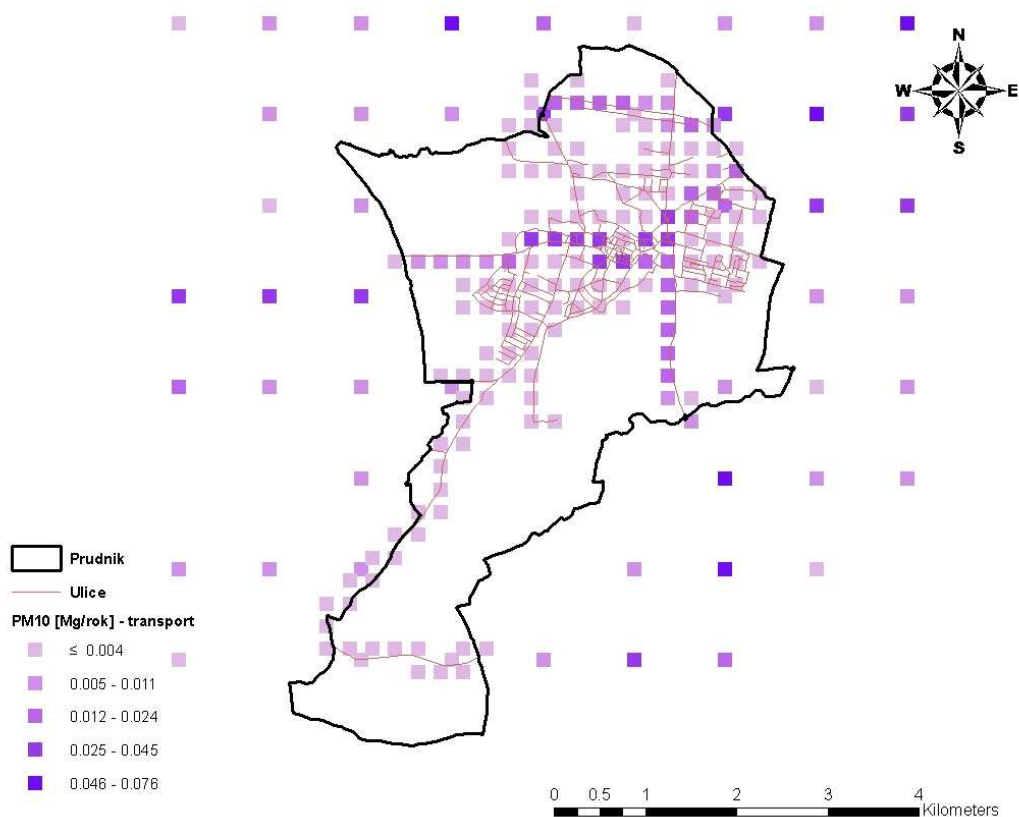 N
W E
S
Prudnik
Ulice
PM10 [Mg/rok] - transport
≤ 0.004
0.005 - 0.011
0.012 - 0.024
0.025 - 0.045
0.046 - 0.076
0 0.5 1 2 3 4
Kilometers